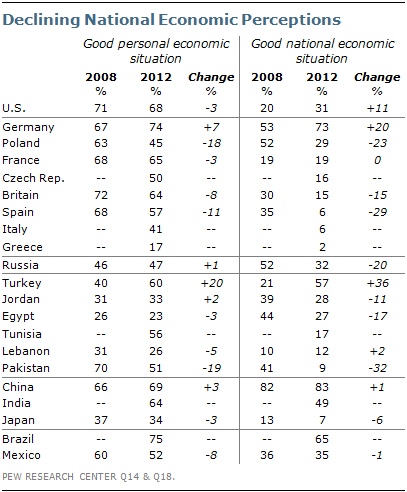 Declining National Economic Perceptions
Good personal economic situation Good national economic situation
2008 2012 Change 2008 2012 Change
% % % % % %
U.S. 71 68 -3 20 31 +11
Germany 67 74 +7 53 73 +20
Poland 63 45 -18 52 29 -23
France 68 65 -3 19 19 0
Czech Rep. -- 50 -- 16
Britain 72 64 -8 30 15 -15
Spain 68 57 -11 35 6 -29
Italy -- 41 -- 6
Greece -- 17 -- 2
Russia 46 47 +1 52 32 -20
Turkey 40 60 +20 21 57 +36
Jordan 31 33 +2 39 28 -11
Egypt 26 23 -3 44 27 -17
Tunisia -- 56 -- 17
Lebanon 31 26 -5 10 12 +2
Pakistan 70 51 -19 41 9 -32
China 66 69 +3 82 83 +1
India -- 64 -- 49
Japan 37 34 -3 13 7 -6
Brazil -- 75 -- 65
Mexico 60 52 -8 36 35 -1
PEW RESEARCH CENTER Q14 & Q18.